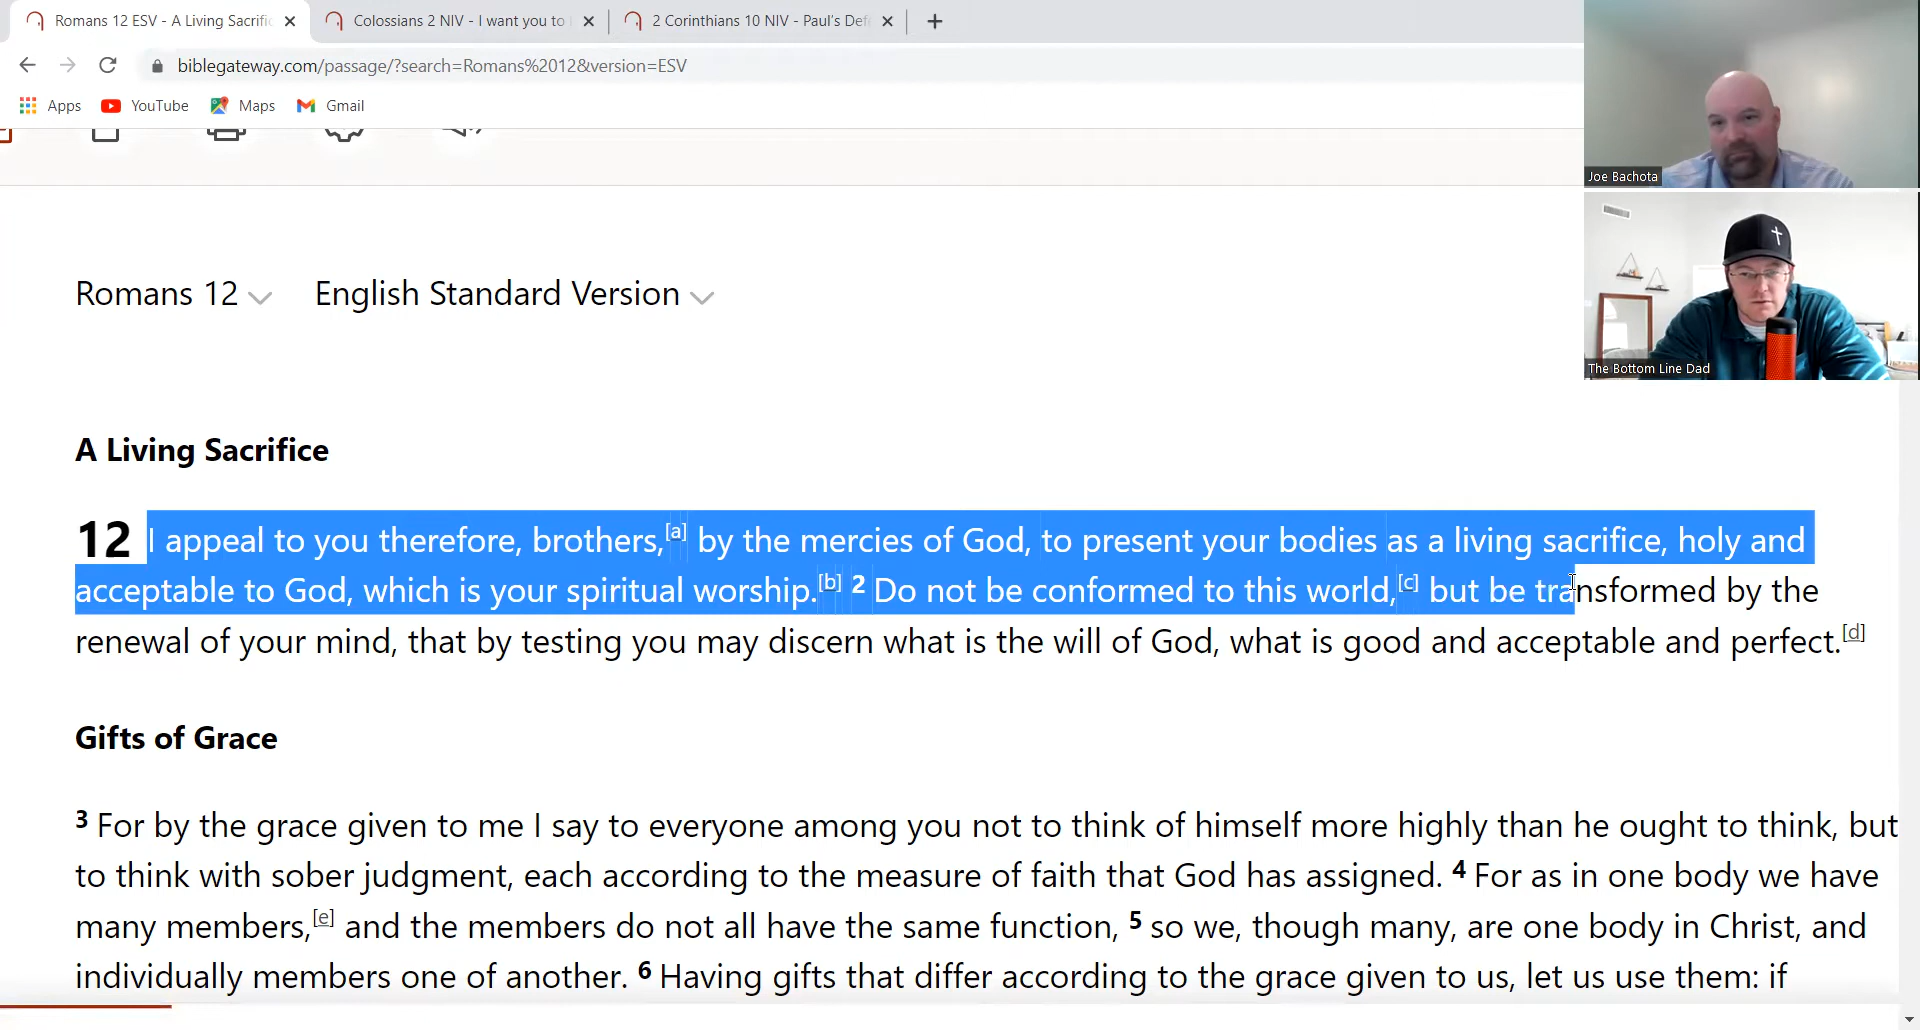 Romans 12 ESV - A Living Sacrific
Colossians 2 NIV - I want you to
2 Corinthians 10 NIV - Paul's Def
biblegateway.com/passage/?search=Romans%2012&version=ESV
Apps YouTube Maps Gmail
Joe Bachota
The Bottom Line Dad
Romans 12 English Standard Version
A Living Sacrifice
12 I appeal to you therefore, brothers,[a] by the mercies of God, to present your bodies as a living sacrifice, holy and
acceptable to God, which is your spiritual worship.[b] 2 Do not be conformed to this world,[c] but be transformed by the
renewal of your mind, that by testing you may discern what is the will of God, what is good and acceptable and perfect.[d]
Gifts of Grace
3 For by the grace given to me I say to everyone among you not to think of himself more highly than he ought to think, but
to think with sober judgment, each according to the measure of faith that God has assigned. 4 For as in one body we have
many members,[e] and the members do not all have the same function, 5 so we, though many, are one body in Christ, and
individually members one of another. 6 Having gifts that differ according to the grace given to us, let us use them: if